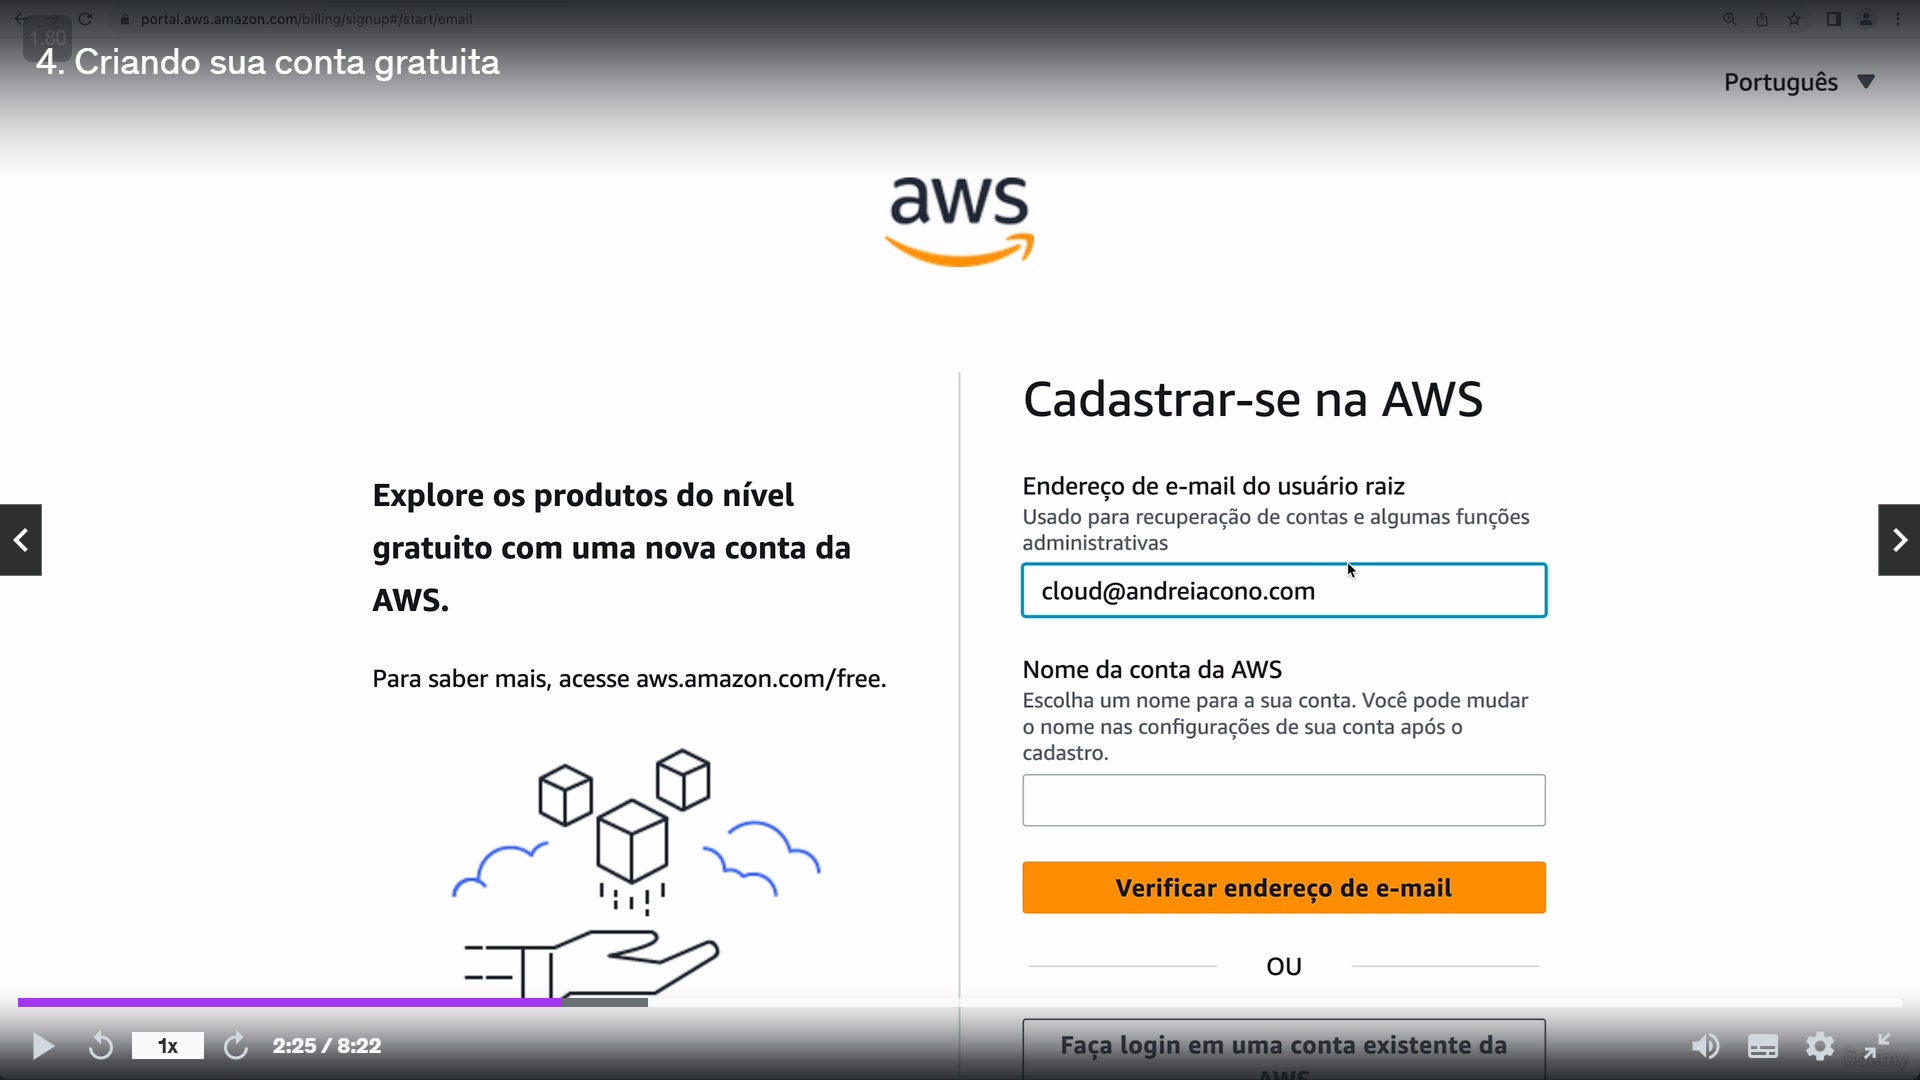 portal.aws.amazon.com/billing/signup#/start/email
1.80
4. Criando sua conta gratuita
Português
aws
Cadastrar-se na AWS
Explore os produtos do nível
gratuito com uma nova conta da
AWS.
Para saber mais, acesse aws.amazon.com/free.
Endereço de e-mail do usuário raiz
Usado para recuperação de contas e algumas funções
administrativas
cloud@andreiacono.com
Nome da conta da AWS
Escolha um nome para a sua conta. Você pode mudar
o nome nas configurações de sua conta após o
cadastro.
Verificar endereço de e-mail
OU
Faça login em uma conta existente da
AWS
1x
2:25 / 8:22
ûdemy